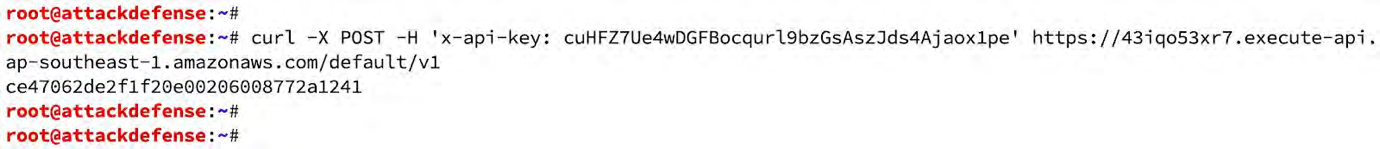 root@attackdefense:~#
root@attackdefense:~# curl -X POST -H 'x-api-key: cuHFZ7Ue4wDGFBocqurl9bzGsAszJds4Ajaox1pe' https://43iqo53xr7.execute-api.
ap-southeast-1.amazonaws.com/default/v1
ce47062de2f1f20e00206008772a1241
root@attackdefense:~#
root@attackdefense:~#